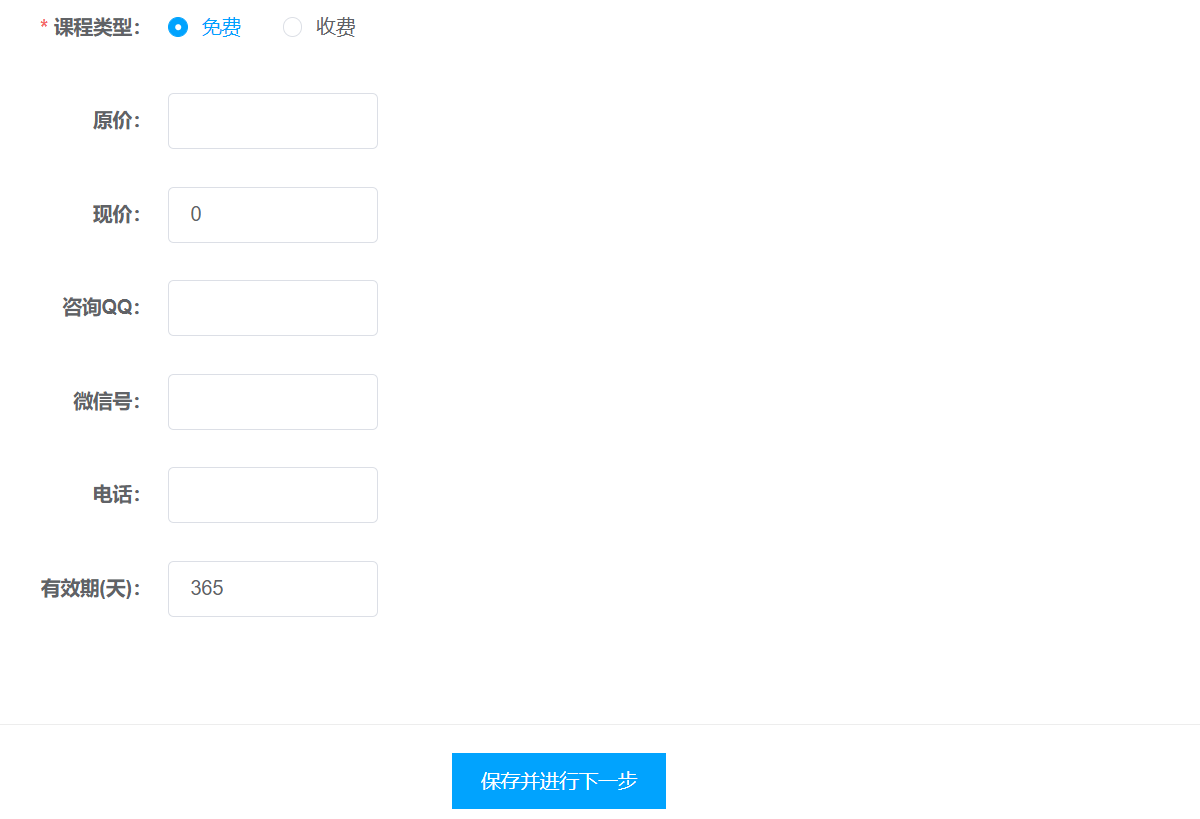 * 课程类型： 免费 收费
原价：
现价： 0
咨询QQ：
微信号：
电话：
有效期(天)： 365
保存并进行下一步